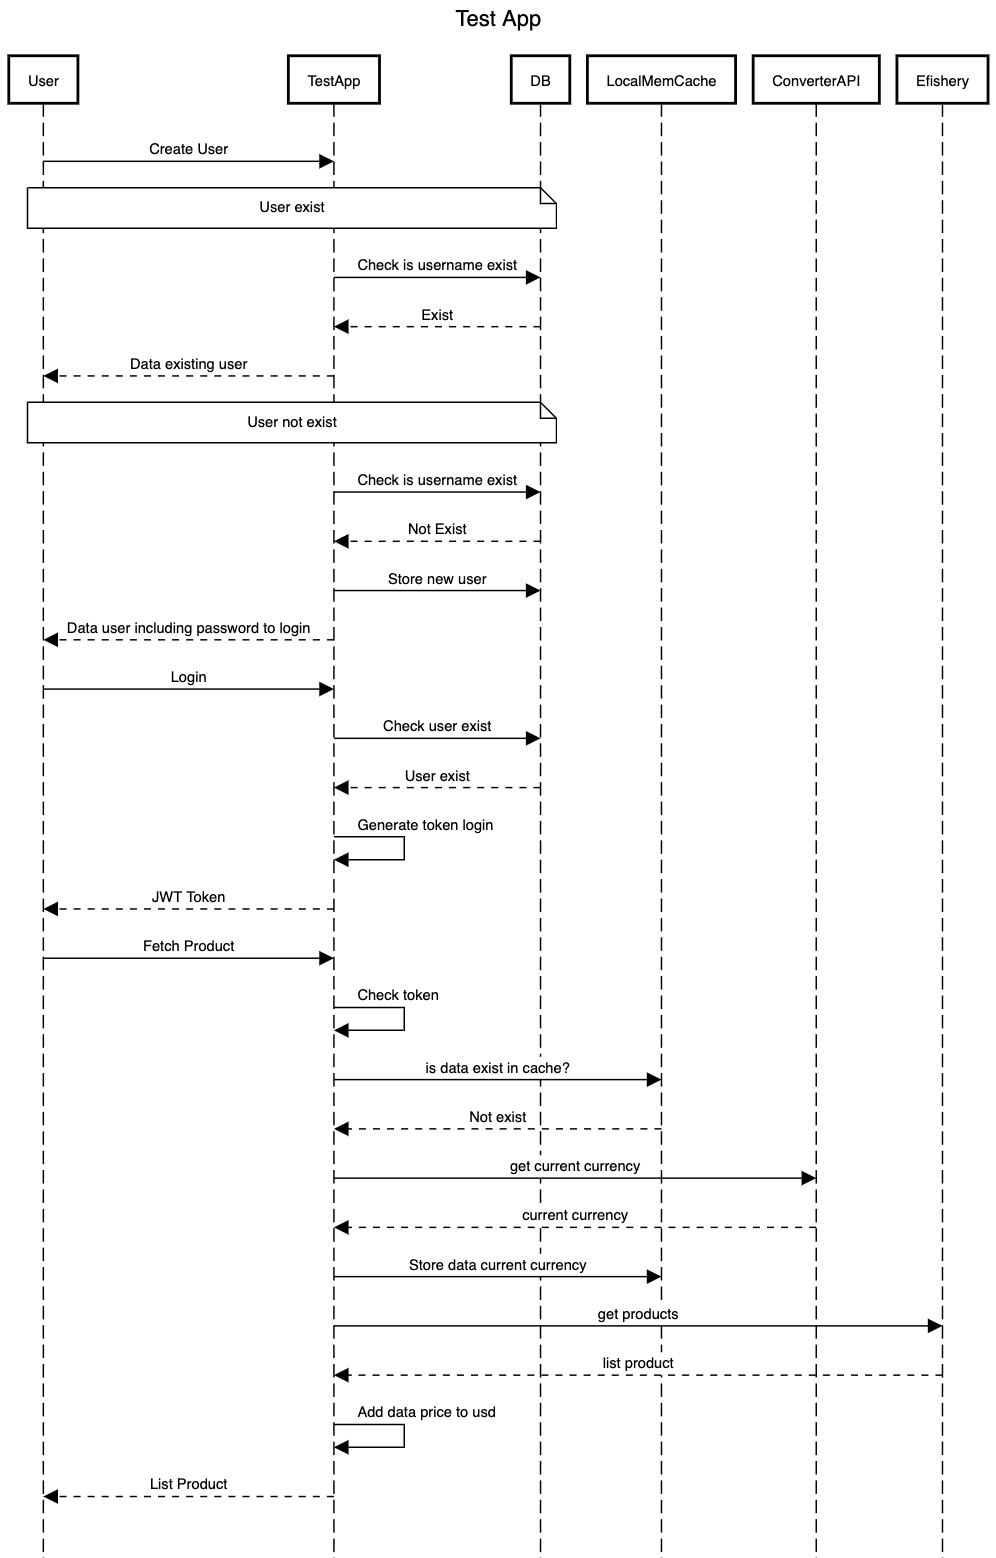 Test App
User
TestApp
DB
LocalMemCache
ConverterAPI
Efishery
Create User
User exist
Check is username exist
Exist
Data existing user
User not exist
Check is username exist
Not Exist
Store new user
Data user including password to login
Login
Check user exist
User exist
Generate token login
JWT Token
Fetch Product
Check token
is data exist in cache?
Not exist
get current currency
current currency
Store data current currency
get products
list product
Add data price to usd
List Product